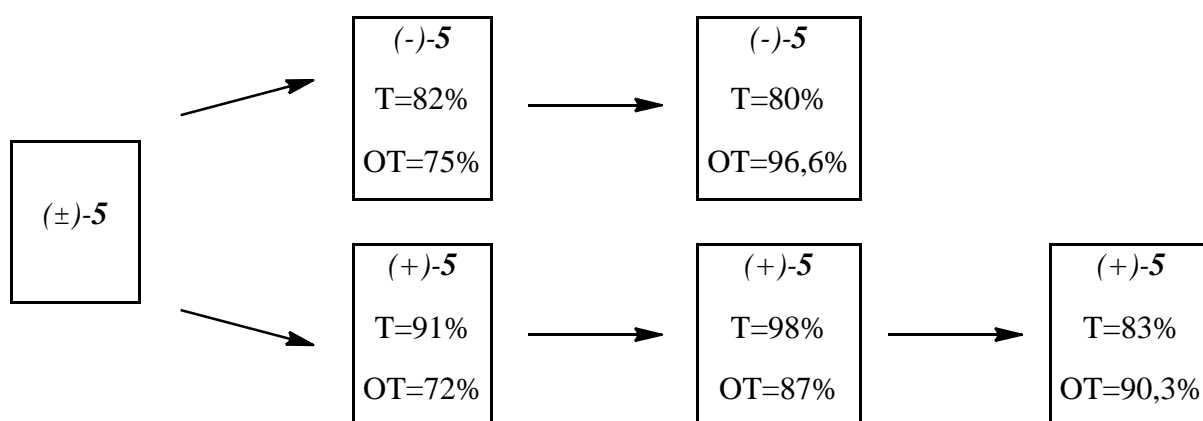 (±)-5
(-)-5
T=82%
OT=75%
(-)-5
T=80%
OT=96,6%
(+)-5
T=91%
OT=72%
(+)-5
T=98%
OT=87%
(+)-5
T=83%
OT=90,3%